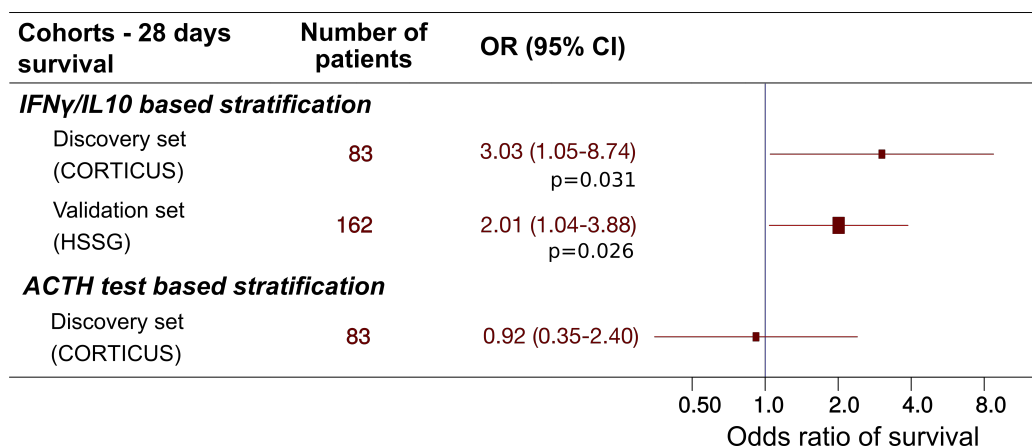 Cohorts - 28 days survival
Number of patients
OR (95% CI)
IFNγ/IL10 based stratification
Discovery set (CORTICUS)
83
3.03 (1.05-8.74)
p=0.031
Validation set (HSSG)
162
2.01 (1.04-3.88)
p=0.026
ACTH test based stratification
Discovery set (CORTICUS)
83
0.92 (0.35-2.40)
0.50 1.0 2.0 4.0 8.0
Odds ratio of survival